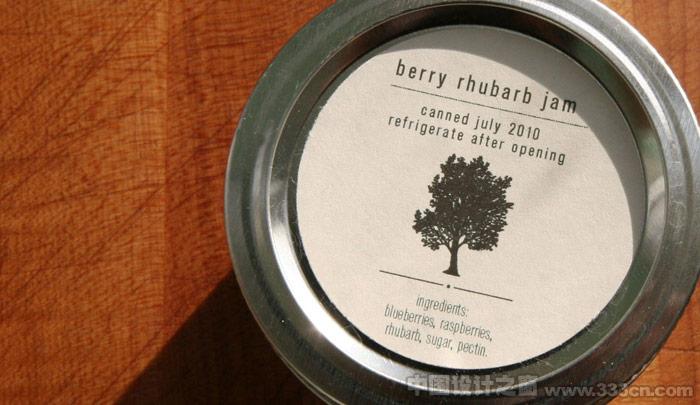 berry rhubarb jam
canned july 2010
refrigerate after opening
ingredients:
blueberries, raspberries,
rhubarb, sugar, pectin.
中国设计之窗 www.333cn.com